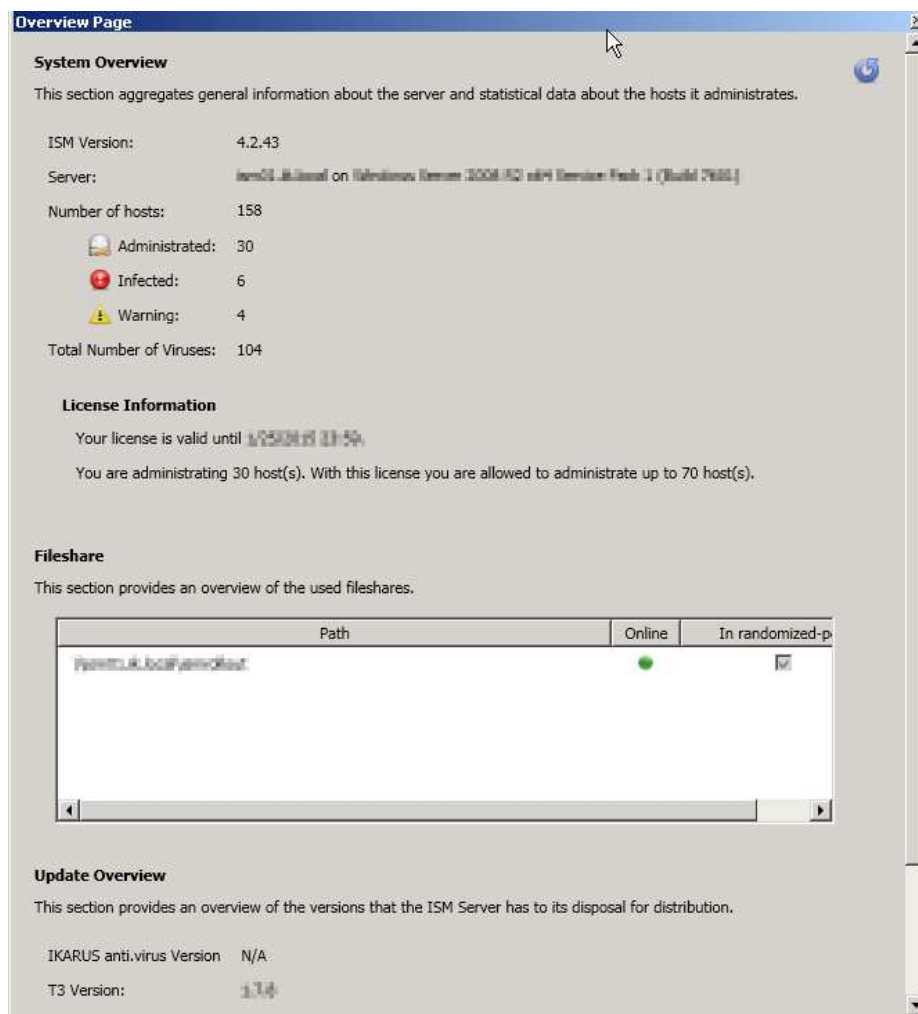 Overview Page
System Overview
This section aggregates general information about the server and statistical data about the hosts it administrates.
ISM Version: 4.2.43
Server: on
Number of hosts: 158
Administrated: 30
Infected: 6
Warning: 4
Total Number of Viruses: 104
License Information
Your license is valid until
You are administrating 30 host(s). With this license you are allowed to administrate up to 70 host(s).
Fileshare
This section provides an overview of the used fileshares.
Path Online In randomized-p
Update Overview
This section provides an overview of the versions that the ISM Server has to its disposal for distribution.
IKARUS anti.virus Version N/A
T3 Version: